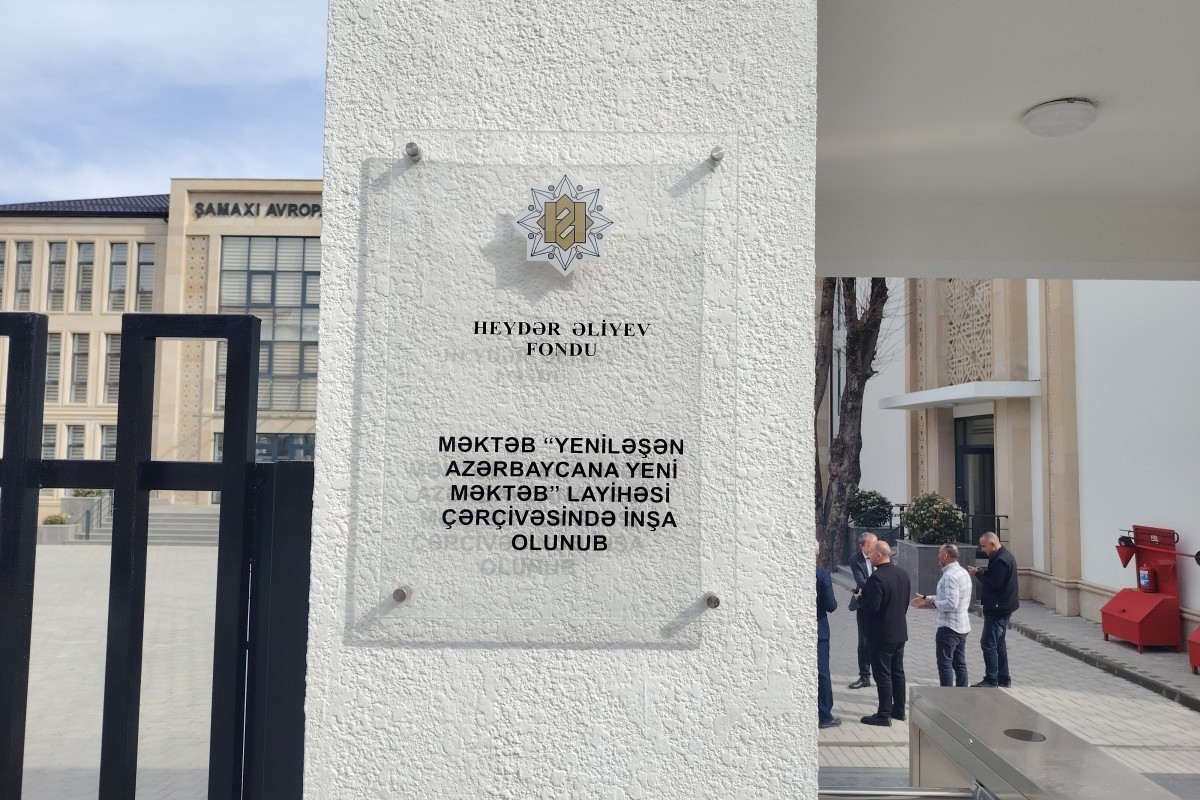 ŞAMAXI AVROPA
HEYDƏR ƏLİYEV
FONDU
MƏKTƏB “YENİLƏŞƏN
AZƏRBAYCANA YENİ
MƏKTƏB” LAYİHƏSİ
ÇƏRÇİVƏSİNDƏ İNŞA
OLUNUB